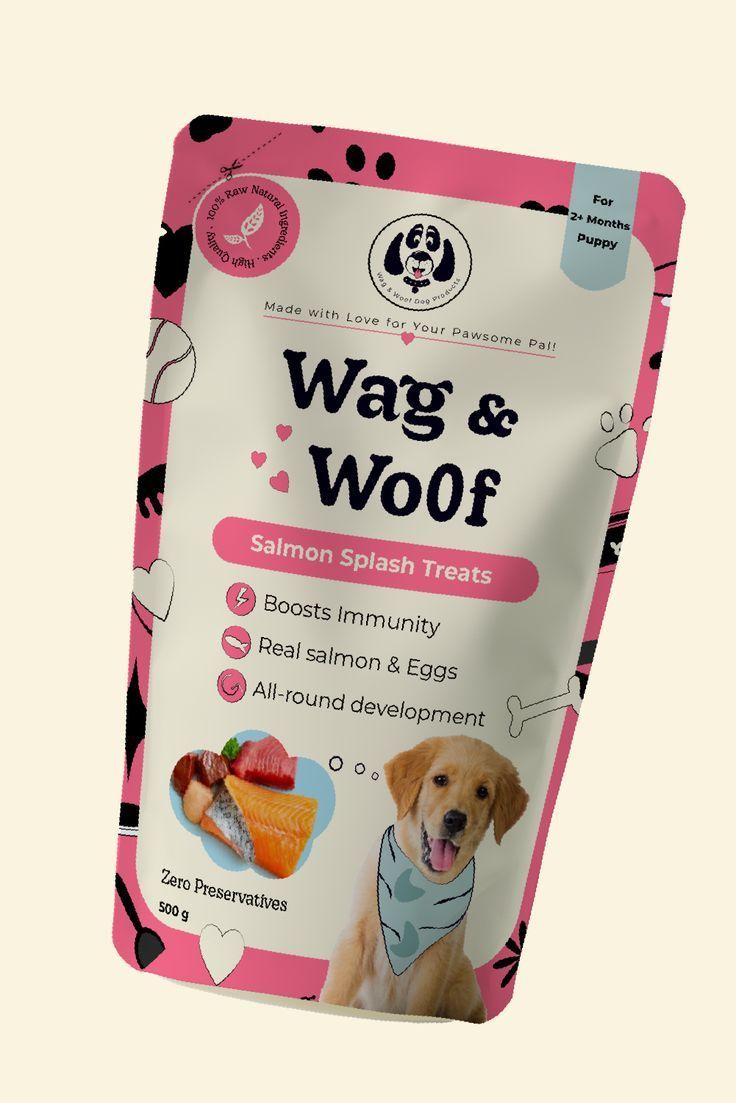 100% Raw Natural Ingredients . High Quality .
For
2+ Months
Puppy
Wag & Woof Dog Products
Made with Love for Your Pawsome Pal!
Wag &
Wo0f
Salmon Splash Treats
Boosts Immunity
Real salmon & Eggs
All-round development
Zero Preservatives
500 g